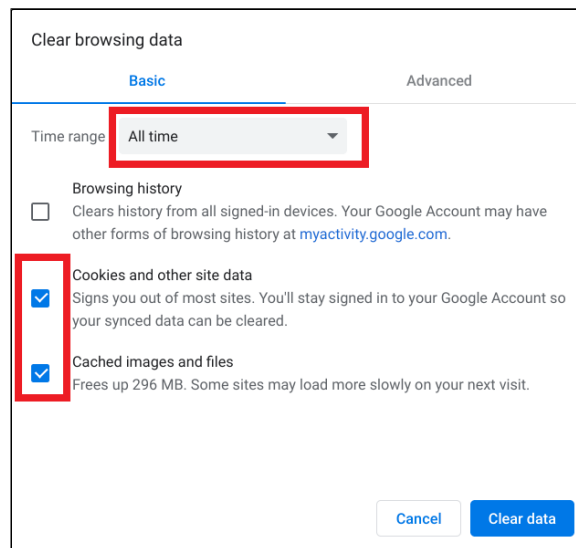 Clear browsing data
Basic
Advanced
Time range
All time
Browsing history
Clears history from all signed-in devices. Your Google Account may have
other forms of browsing history at myactivity.google.com.
Cookies and other site data
Signs you out of most sites. You'll stay signed in to your Google Account so
your synced data can be cleared.
Cached images and files
Frees up 296 MB. Some sites may load more slowly on your next visit.
Cancel
Clear data